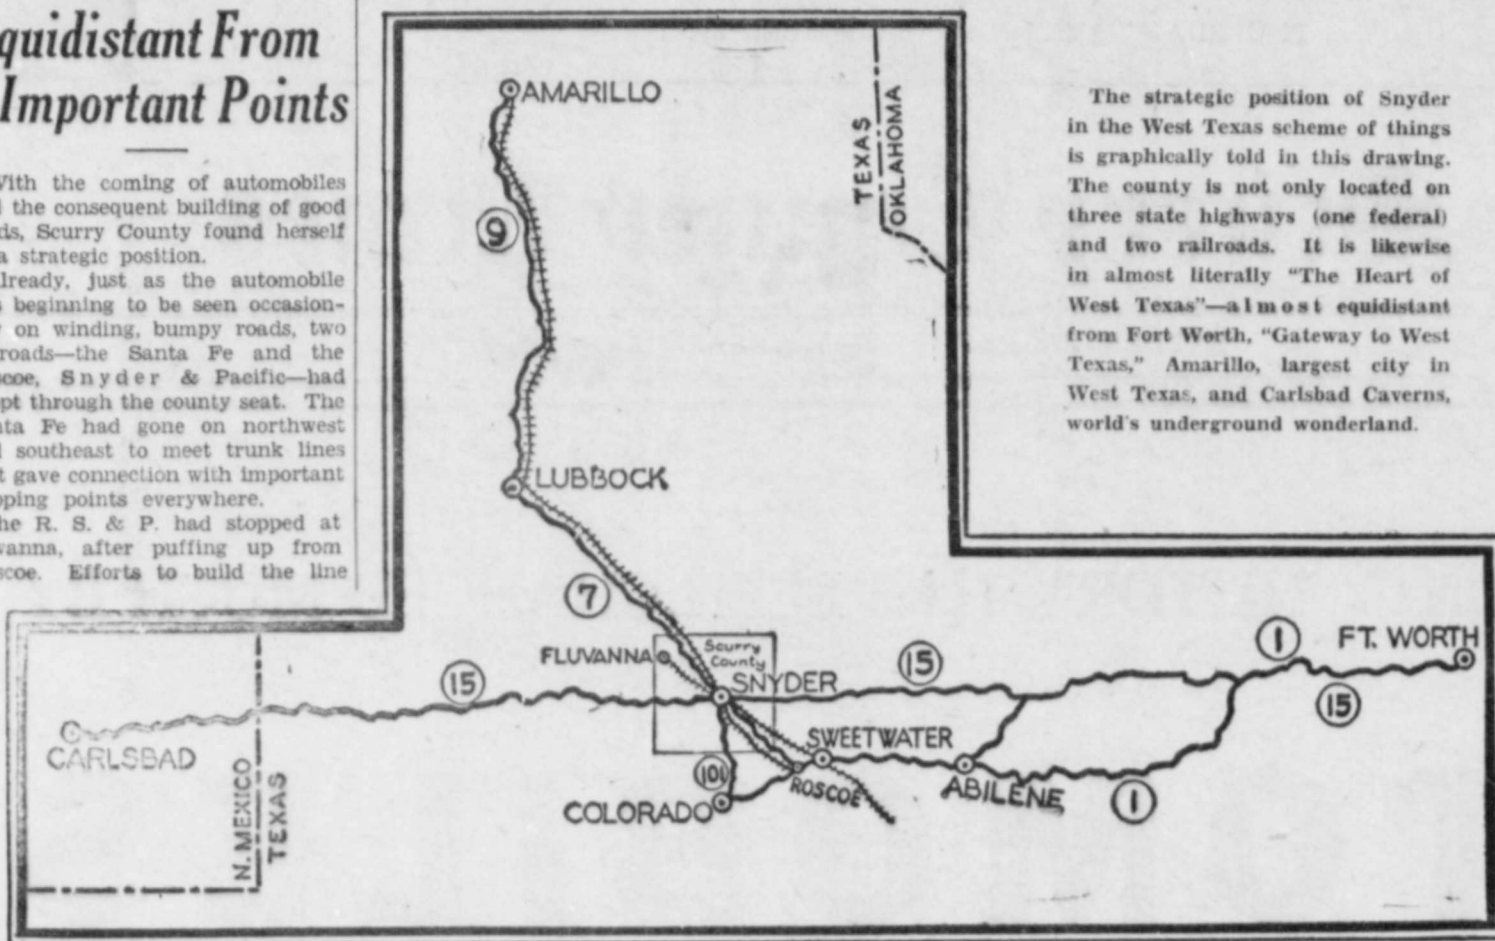 quidistant From
Important Points
With the coming of automobiles
the consequent building of good
ds, Scurry County found herself
a strategic position.
lready, just as the automobile
s beginning to be seen occasion-
on winding, bumpy roads, two
roads—the Santa Fe and the
scoe, Snyder & Pacific—had
pt through the county seat. The
ta Fe had gone on northwest
southeast to meet trunk lines
t gave connection with important
pping points everywhere.
he R. S. & P. had stopped at
vanna, after puffing up from
scoe. Efforts to build the line
AMARILLO
TEXAS
OKLAHOMA
9
LUBBOCK
7
FLUVANNA
Scurry
County
SNYDER
15
15
1
FT. WORTH
15
CARLSBAD
N. MEXICO
TEXAS
101
COLORADO
ROSCOE
SWEETWATER
ABILENE
1
The strategic position of Snyder
in the West Texas scheme of things
is graphically told in this drawing.
The county is not only located on
three state highways (one federal)
and two railroads. It is likewise
in almost literally "The Heart of
West Texas"—almost equidistant
from Fort Worth, "Gateway to West
Texas," Amarillo, largest city in
West Texas, and Carlsbad Caverns,
world's underground wonderland.